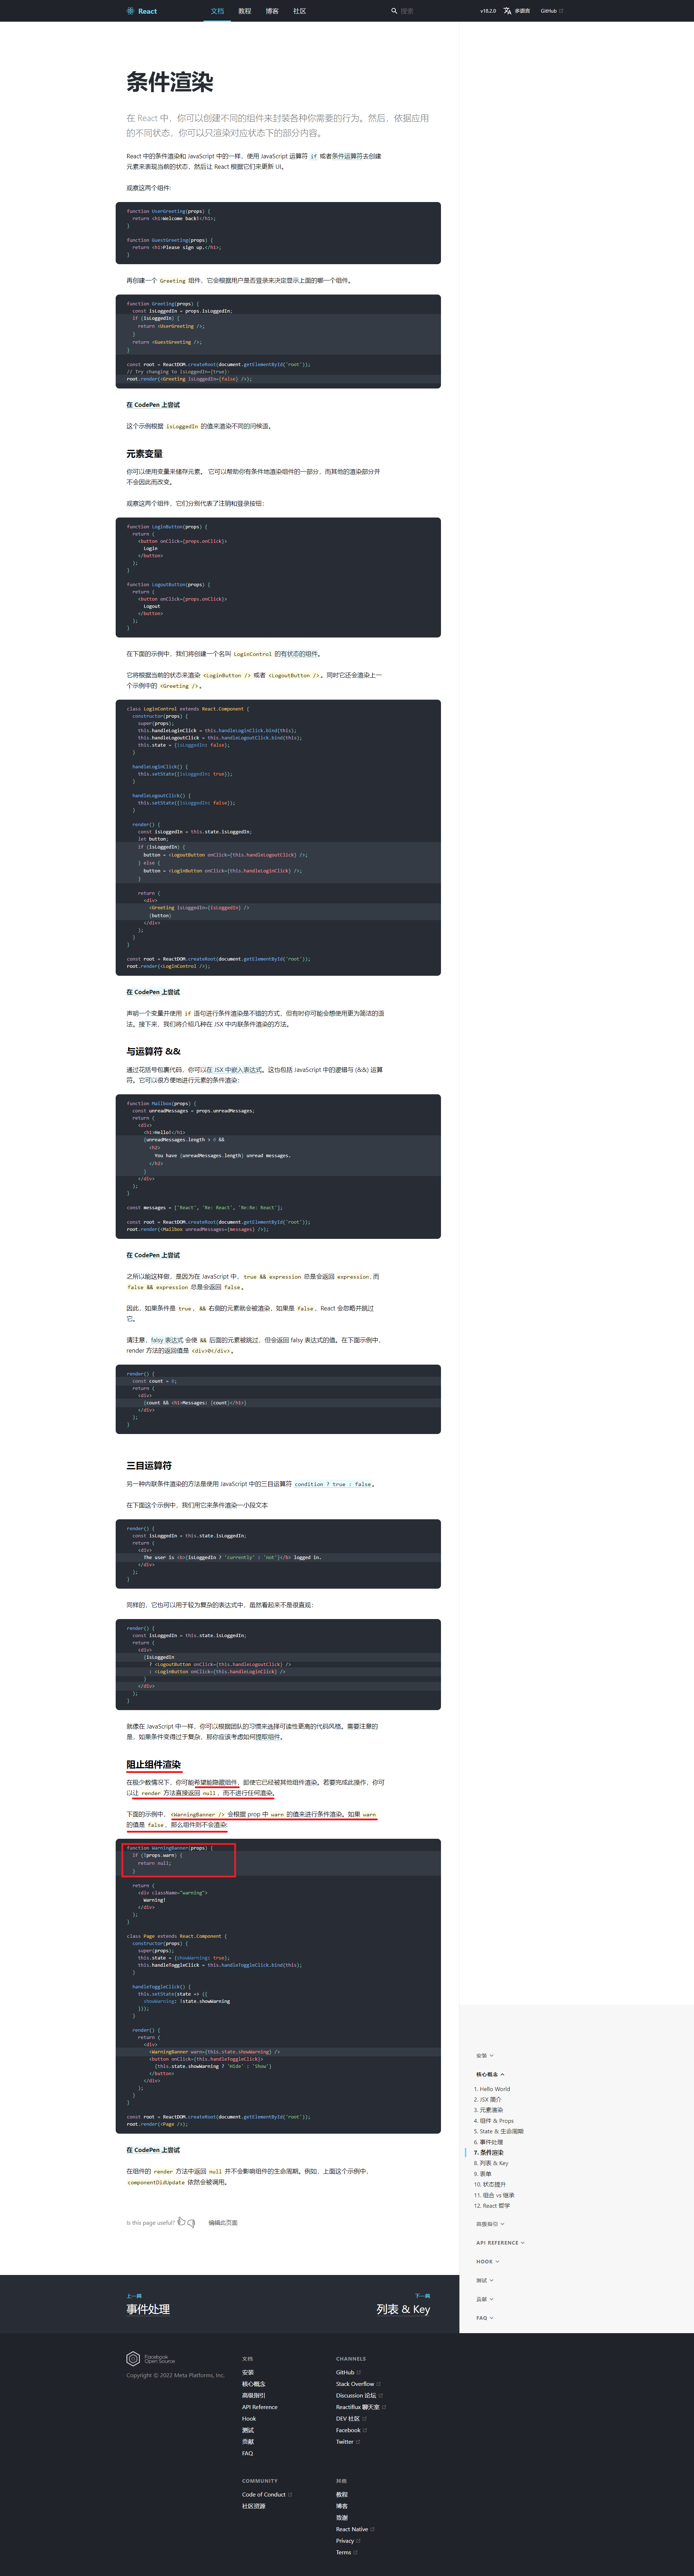 React
文档
教程
博客
社区
搜索
v18.2.0
多语言
GitHub
条件渲染
在 React 中，你可以创建不同的组件来封装各种你需要的行为。然后，依据应用
的不同状态，你可以只渲染对应状态下的部分内容。
React 中的条件渲染和 JavaScript 中的一样，使用 JavaScript 运算符 if 或者条件运算符去创建
元素来表现当前的状态，然后让 React 根据它们来更新 UI。
观察这两个组件:
function UserGreeting(props) {
  return <h1>Welcome back!</h1>;
}
function GuestGreeting(props) {
  return <h1>Please sign up.</h1>;
}
再创建一个 Greeting 组件，它会根据用户是否登录来决定显示上面的哪一个组件。
function Greeting(props) {
  const isLoggedIn = props.isLoggedIn;
  if (isLoggedIn) {
    return <UserGreeting />;
  }
  return <GuestGreeting />;
}
const root = ReactDOM.createRoot(document.getElementById('root'));
// Try changing to isLoggedIn={true}:
root.render(<Greeting isLoggedIn={false} />);
在 CodePen 上尝试
这个示例根据 isLoggedIn 的值来渲染不同的问候语。
元素变量
你可以使用变量来储存元素。 它可以帮助你有条件地渲染组件的一部分，而其他的渲染部分并
不会因此而改变。
观察这两个组件，它们分别代表了注销和登录按钮：
function LoginButton(props) {
  return (
    <button onClick={props.onClick}>
      Login
    </button>
  );
}
function LogoutButton(props) {
  return (
    <button onClick={props.onClick}>
      Logout
    </button>
  );
}
在下面的示例中，我们将创建一个名叫 LoginControl 的有状态的组件。
它将根据当前的状态来渲染 <LoginButton /> 或者 <LogoutButton />。同时它还会渲染上一
个示例中的 <Greeting />。
class LoginControl extends React.Component {
  constructor(props) {
    super(props);
    this.handleLoginClick = this.handleLoginClick.bind(this);
    this.handleLogoutClick = this.handleLogoutClick.bind(this);
    this.state = {isLoggedIn: false};
  }
  handleLoginClick() {
    this.setState({isLoggedIn: true});
  }
  handleLogoutClick() {
    this.setState({isLoggedIn: false});
  }
  render() {
    const isLoggedIn = this.state.isLoggedIn;
    let button;
    if (isLoggedIn) {
      button = <LogoutButton onClick={this.handleLogoutClick} />;
    } else {
      button = <LoginButton onClick={this.handleLoginClick} />;
    }
    return (
      <div>
        <Greeting isLoggedIn={isLoggedIn} />
        {button}
      </div>
    );
  }
}
const root = ReactDOM.createRoot(document.getElementById('root'));
root.render(<LoginControl />);
在 CodePen 上尝试
声明一个变量并使用 if 语句进行条件渲染是不错的方式，但有时你可能会想使用更为简洁的语
法。接下来，我们将介绍几种在 JSX 中内联条件渲染的方法。
与运算符 &&
通过花括号包裹代码，你可以在 JSX 中嵌入表达式。这也包括 JavaScript 中的逻辑与 (&&) 运算
符。它可以很方便地进行元素的条件渲染：
function Mailbox(props) {
  const unreadMessages = props.unreadMessages;
  return (
    <div>
      <h1>Hello!</h1>
      {unreadMessages.length > 0 &&
        <h2>
          You have {unreadMessages.length} unread messages.
        </h2>
      }
    </div>
  );
}
const messages = ['React', 'Re: React', 'Re:Re: React'];
const root = ReactDOM.createRoot(document.getElementById('root'));
root.render(<Mailbox unreadMessages={messages} />);
在 CodePen 上尝试
之所以能这样做，是因为在 JavaScript 中，true && expression 总是会返回 expression, 而
false && expression 总是会返回 false。
因此，如果条件是 true，&& 右侧的元素就会被渲染，如果是 false，React 会忽略并跳过
它。
请注意，falsy 表达式 会使 && 后面的元素被跳过，但会返回 falsy 表达式的值。在下面示例中，
render 方法的返回值是 <div>0</div>。
render() {
  const count = 0;
  return (
    <div>
      {count && <h1>Messages: {count}</h1>}
    </div>
  );
}
三目运算符
另一种内联条件渲染的方法是使用 JavaScript 中的三目运算符 condition ? true : false。
在下面这个示例中，我们用它来条件渲染一小段文本
render() {
  const isLoggedIn = this.state.isLoggedIn;
  return (
    <div>
      The user is <b>{isLoggedIn ? 'currently' : 'not'}</b> logged in.
    </div>
  );
}
同样的，它也可以用于较为复杂的表达式中，虽然看起来不是很直观：
render() {
  const isLoggedIn = this.state.isLoggedIn;
  return (
    <div>
      {isLoggedIn
        ? <LogoutButton onClick={this.handleLogoutClick} />
        : <LoginButton onClick={this.handleLoginClick} />
      }
    </div>
  );
}
就像在 JavaScript 中一样，你可以根据团队的习惯来选择可读性更高的代码风格。需要注意的
是，如果条件变得过于复杂，那你应该考虑如何提取组件。
阻止组件渲染
在极少数情况下，你可能希望能隐藏组件，即使它已经被其他组件渲染。若要完成此操作，你可
以让 render 方法直接返回 null，而不进行任何渲染。
下面的示例中，<WarningBanner /> 会根据 prop 中 warn 的值来进行条件渲染。如果 warn
的值是 false，那么组件则不会渲染:
function WarningBanner(props) {
  if (!props.warn) {
    return null;
  }
  return (
    <div className="warning">
      Warning!
    </div>
  );
}
class Page extends React.Component {
  constructor(props) {
    super(props);
    this.state = {showWarning: true};
    this.handleToggleClick = this.handleToggleClick.bind(this);
  }
  handleToggleClick() {
    this.setState(state => ({
      showWarning: !state.showWarning
    }));
  }
  render() {
    return (
      <div>
        <WarningBanner warn={this.state.showWarning} />
        <button onClick={this.handleToggleClick}>
          {this.state.showWarning ? 'Hide' : 'Show'}
        </button>
      </div>
    );
  }
}
const root = ReactDOM.createRoot(document.getElementById('root'));
root.render(<Page />);
在 CodePen 上尝试
在组件的 render 方法中返回 null 并不会影响组件的生命周期。例如，上面这个示例中，
componentDidUpdate 依然会被调用。
Is this page useful?
编辑此页面
安装
核心概念
1. Hello World
2. JSX 简介
3. 元素渲染
4. 组件 & Props
5. State & 生命周期
6. 事件处理
7. 条件渲染
8. 列表 & Key
9. 表单
10. 状态提升
11. 组合 vs 继承
12. React 哲学
高级指引
API REFERENCE
HOOK
测试
贡献
FAQ
上一篇
事件处理
下一篇
列表 & Key
Facebook
Open Source
Copyright © 2022 Meta Platforms, Inc.
文档
安装
核心概念
高级指引
API Reference
Hook
测试
贡献
FAQ
CHANNELS
GitHub
Stack Overflow
Discussion 论坛
Reactiflux 聊天室
DEV 社区
Facebook
Twitter
COMMUNITY
Code of Conduct
社区资源
其他
教程
博客
致谢
React Native
Privacy
Terms